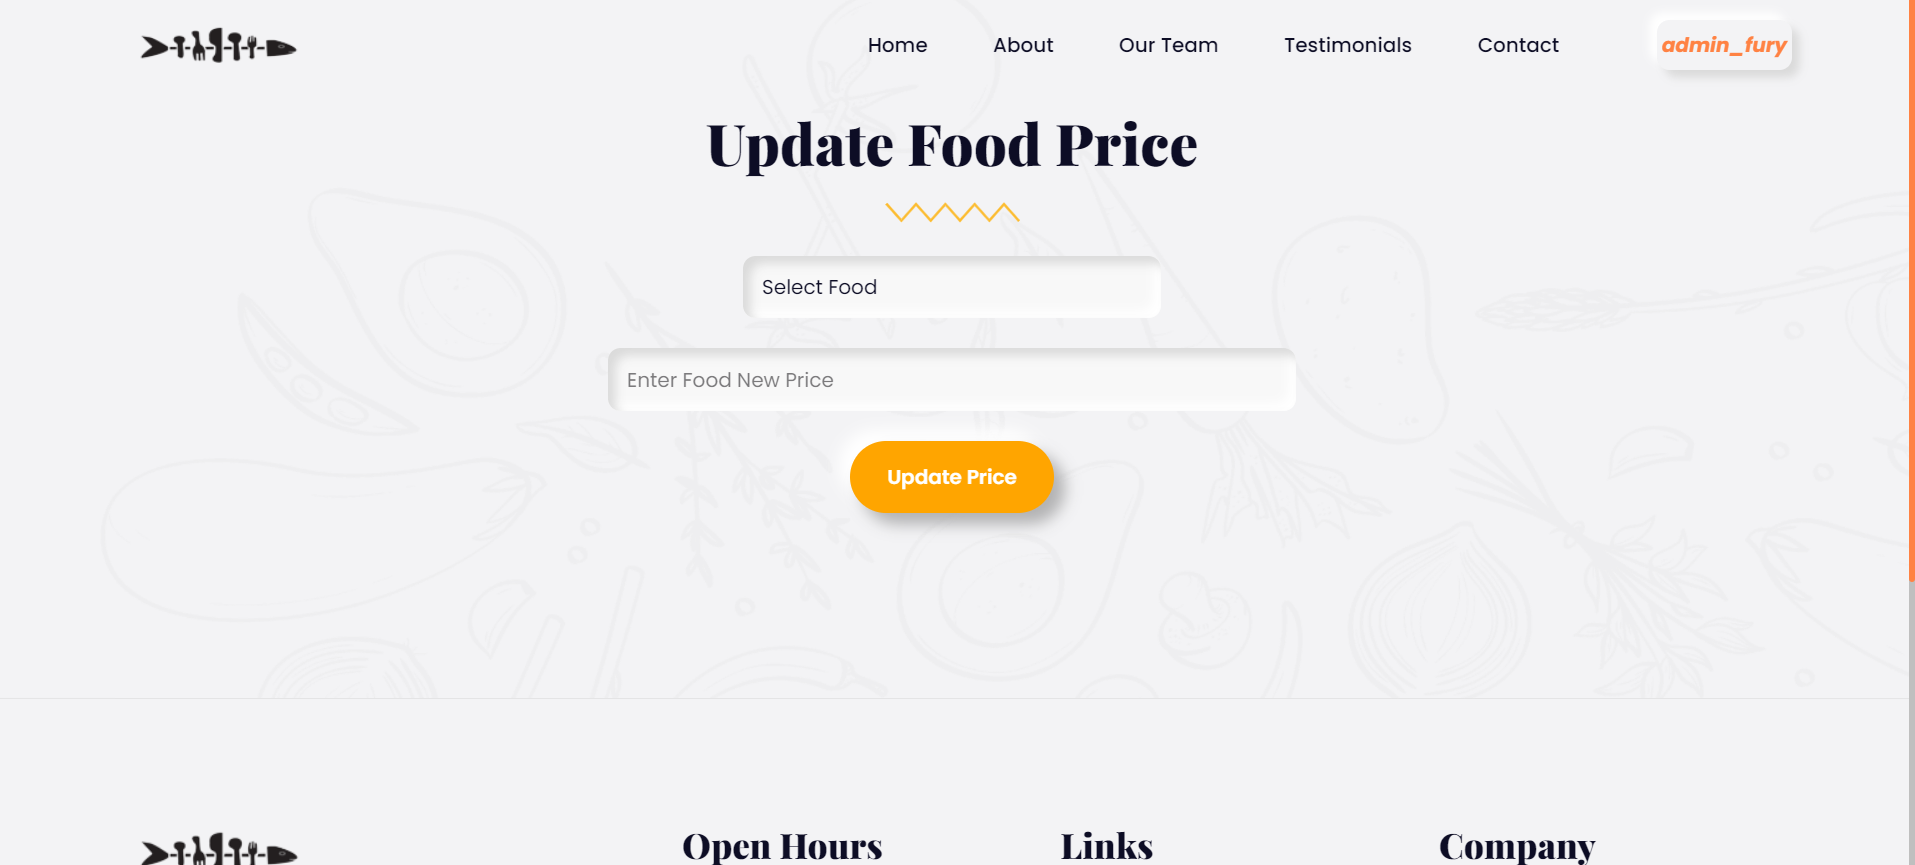 Home
About
Our Team
Testimonials
Contact
admin_fury
Update Food Price
Select Food
Enter Food New Price
Update Price
Open Hours
Links
Company